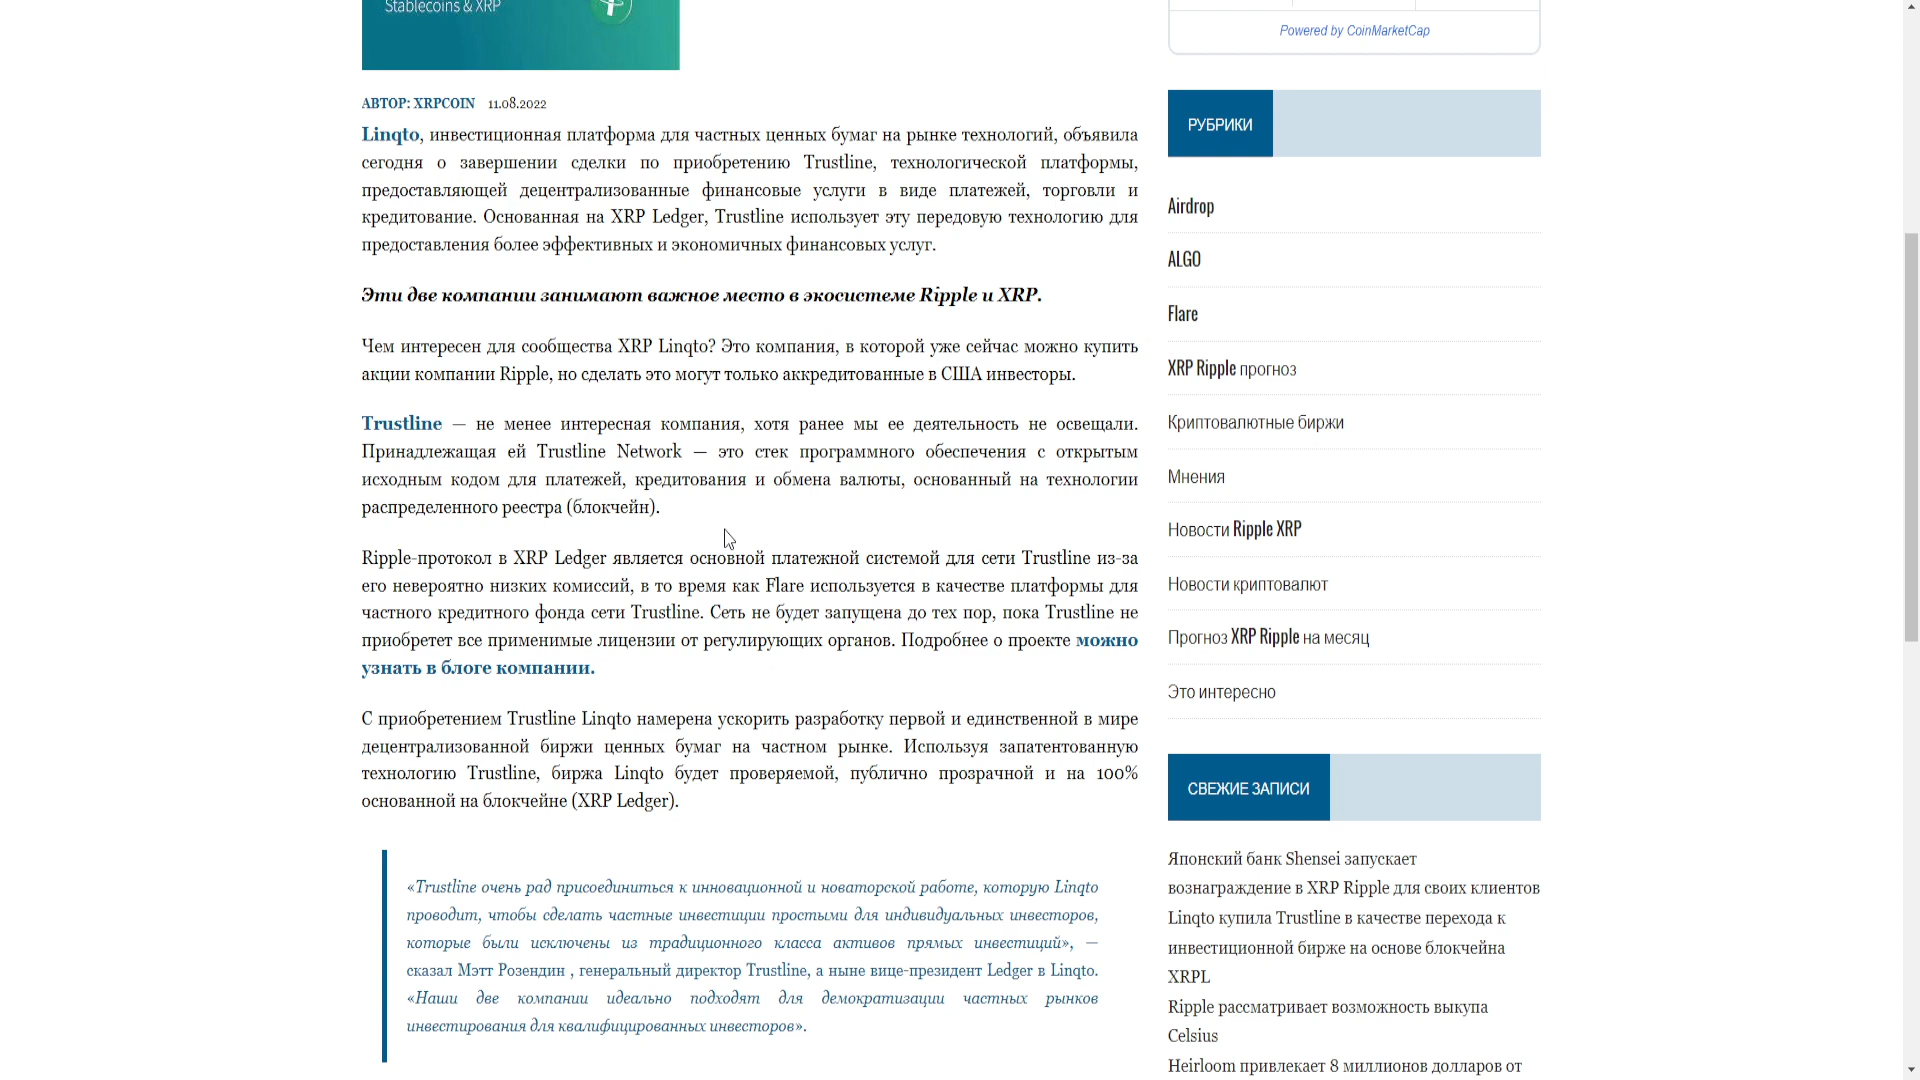 Stablecoins & XRP
Powered by CoinMarketCap
АВТОР: XRPCOIN 11.08.2022
Linqto, инвестиционная платформа для частных ценных бумаг на рынке технологий, объявила
сегодня о завершении сделки по приобретению Trustline, технологической платформы,
предоставляющей децентрализованные финансовые услуги в виде платежей, торговли и
кредитование. Основанная на XRP Ledger, Trustline использует эту передовую технологию для
предоставления более эффективных и экономичных финансовых услуг.
Эти две компании занимают важное место в экосистеме Ripple и XRP.
Чем интересен для сообщества XRP Linqto? Это компания, в которой уже сейчас можно купить
акции компании Ripple, но сделать это могут только аккредитованные в США инвесторы.
Trustline — не менее интересная компания, хотя ранее мы ее деятельность не освещали.
Принадлежащая ей Trustline Network — это стек программного обеспечения с открытым
исходным кодом для платежей, кредитования и обмена валюты, основанный на технологии
распределенного реестра (блокчейн).
Ripple-протокол в XRP Ledger является основной платежной системой для сети Trustline из-за
его невероятно низких комиссий, в то время как Flare используется в качестве платформы для
частного кредитного фонда сети Trustline. Сеть не будет запущена до тех пор, пока Trustline не
приобретет все применимые лицензии от регулирующих органов. Подробнее о проекте можно
узнать в блоге компании.
С приобретением Trustline Linqto намерена ускорить разработку первой и единственной в мире
децентрализованной биржи ценных бумаг на частном рынке. Используя запатентованную
технологию Trustline, биржа Linqto будет проверяемой, публично прозрачной и на 100%
основанной на блокчейне (XRP Ledger).
«Trustline очень рад присоединиться к инновационной и новаторской работе, которую Linqto
проводит, чтобы сделать частные инвестиции простыми для индивидуальных инвесторов,
которые были исключены из традиционного класса активов прямых инвестиций», —
сказал Мэтт Розендин , генеральный директор Trustline, а ныне вице-президент Ledger в Linqto.
«Наши две компании идеально подходят для демократизации частных рынков
инвестирования для квалифицированных инвесторов».
РУБРИКИ
Airdrop
ALGO
Flare
XRP Ripple прогноз
Криптовалютные биржи
Мнения
Новости Ripple XRP
Новости криптовалют
Прогноз XRP Ripple на месяц
Это интересно
СВЕЖИЕ ЗАПИСИ
Японский банк Shensei запускает
вознаграждение в XRP Ripple для своих клиентов
Linqto купила Trustline в качестве перехода к
инвестиционной бирже на основе блокчейна
XRPL
Ripple рассматривает возможность выкупа
Celsius
Heirloom привлекает 8 миллионов долларов от